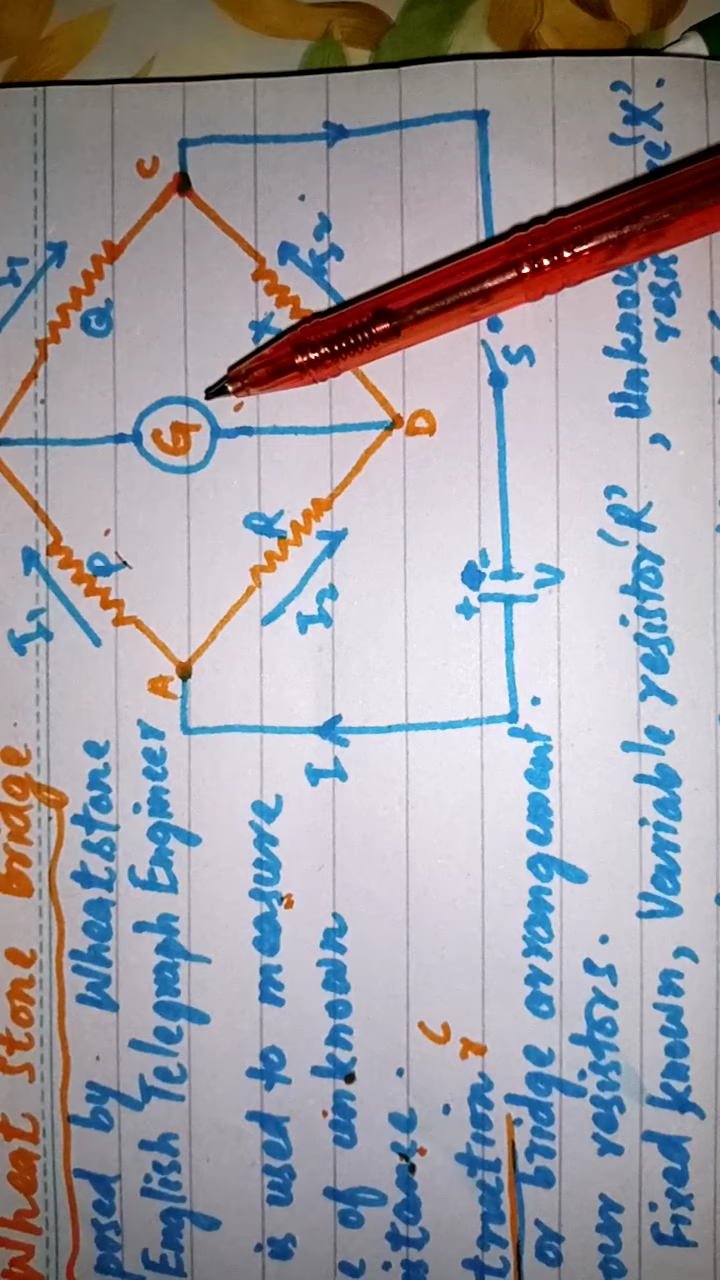 Wheat stone bridge
posed by Wheatstone
English Telegraph Engineer
is used to measure
e of unknown
istance.
truction
or bridge arrangement.
our resistors.
fixed known, Variable resistor 'R', Unknown
'X'.
I1
P
I1
Q
A
C
G
R
I2
X
D
I
+
-
V
S